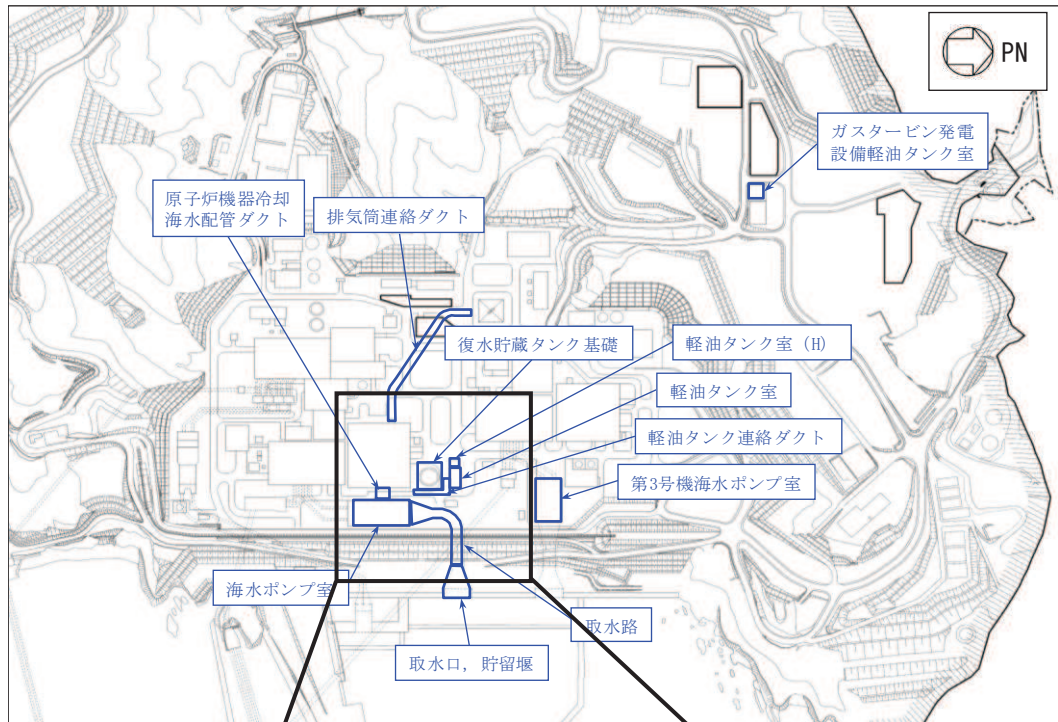 PN
ガスタービン発電
設備軽油タンク室
原子炉機器冷却
海水配管ダクト
排気筒連絡ダクト
復水貯蔵タンク基礎
軽油タンク室（H）
軽油タンク室
軽油タンク連絡ダクト
第3号機海水ポンプ室
海水ポンプ室
取水路
取水口，貯留堰